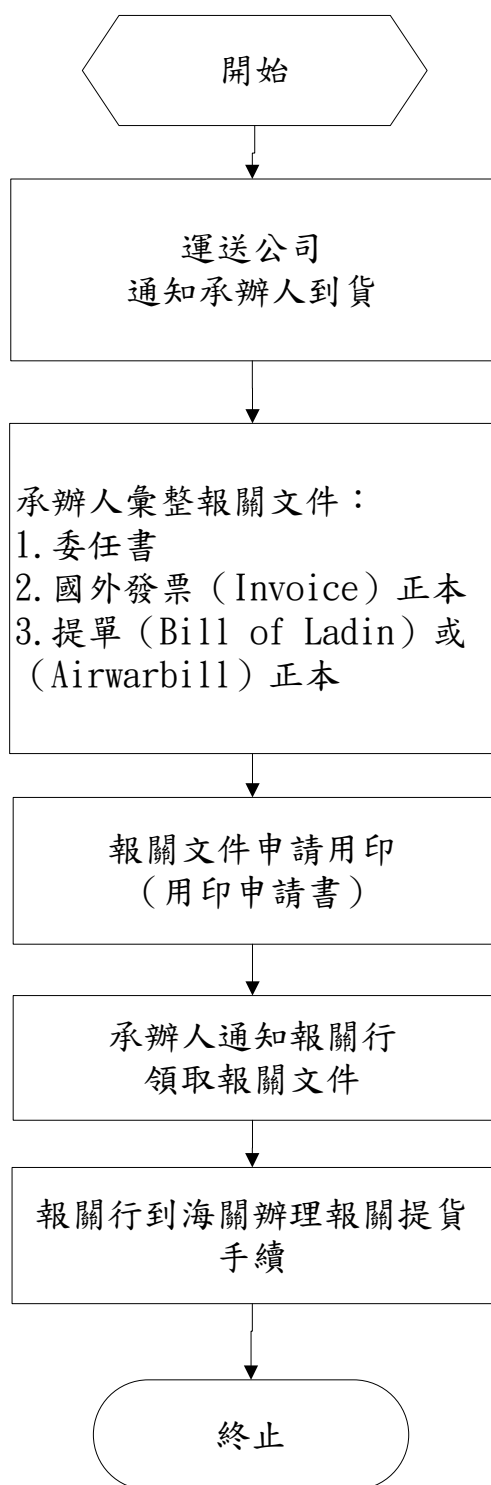 開始
運送公司
通知承辦人到貨
承辦人彙整報關文件：
1.委任書
2.國外發票（Invoice）正本
3.提單（Bill of Ladin）或
（Airwarbill）正本
報關文件申請用印
（用印申請書）
承辦人通知報關行
領取報關文件
報關行到海關辦理報關提貨
手續
終止